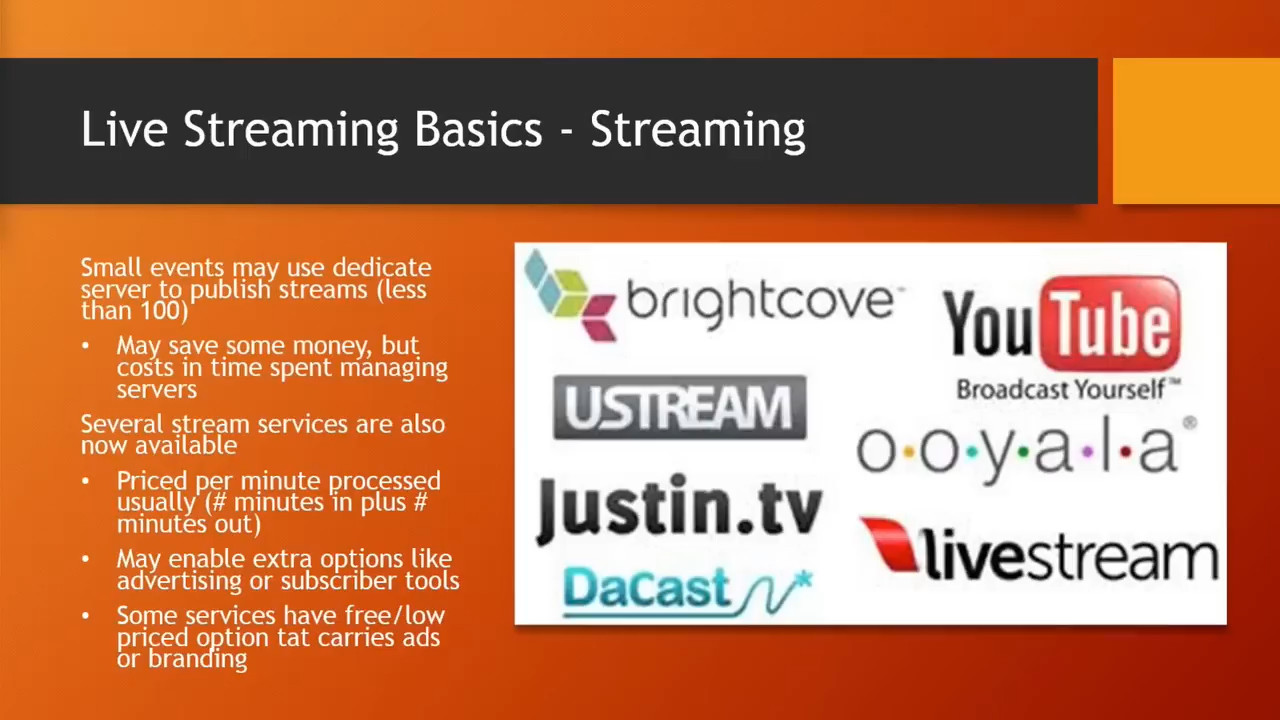 Live Streaming Basics - Streaming
Small events may use dedicate
server to publish streams (less
than 100)
• May save some money, but
costs in time spent managing
servers
Several stream services are also
now available
• Priced per minute processed
usually (# minutes in plus #
minutes out)
• May enable extra options like
advertising or subscriber tools
• Some services have free/low
priced option tat carries ads
or branding
brightcove™
YouTube
Broadcast Yourself™
USTREAM
o·o·y·a·l·a®
Justin.tv
livestream
DaCast